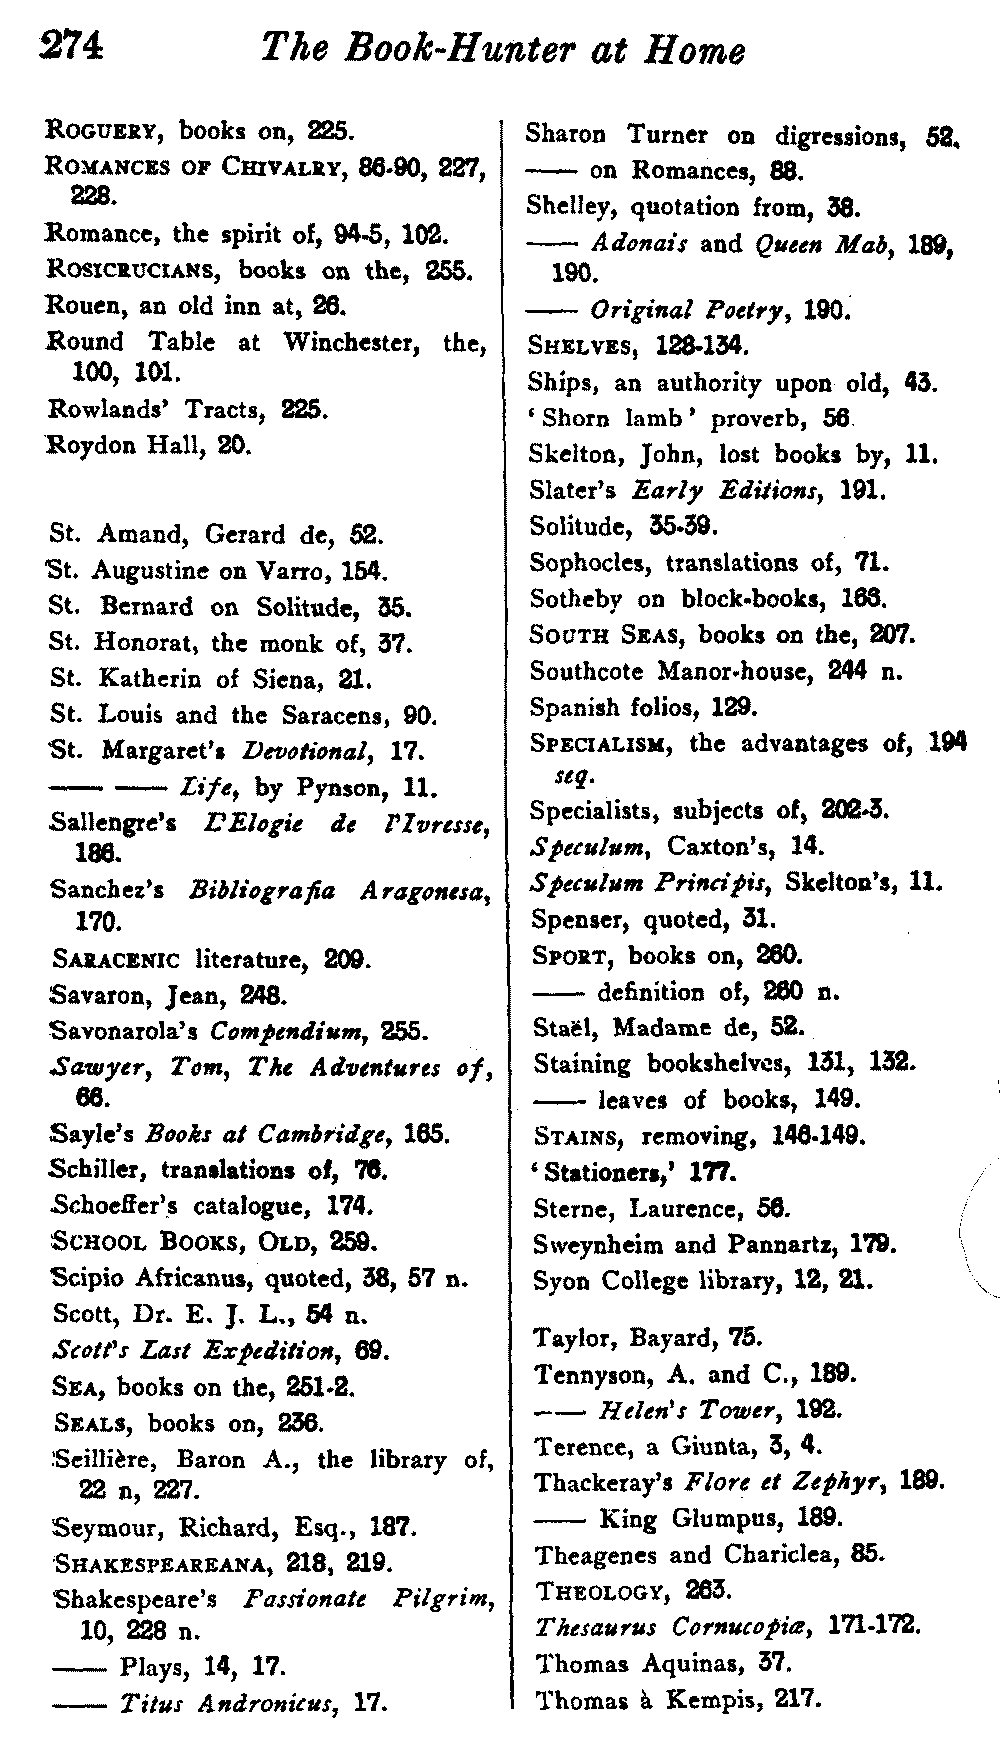 274 The Book-Hunter at Home
ROGUERY, books on, 225.
ROMANCES OF CHIVALRY, 86-90, 227,
228.
Romance, the spirit of, 94-5, 102.
ROSICRUCIANS, books on the, 255.
Rouen, an old inn at, 26.
Round Table at Winchester, the,
100, 101.
Rowlands' Tracts, 225.
Roydon Hall, 20.
St. Amand, Gerard de, 52.
St. Augustine on Varro, 154.
St. Bernard on Solitude, 35.
St. Honorat, the monk of, 37.
St. Katherin of Siena, 21.
St. Louis and the Saracens, 90.
St. Margaret's Devotional, 17.
—— —— Life, by Pynson, 11.
Sallengre's L'Elogie de l'Ivresse,
186.
Sanchez's Bibliografia Aragonesa,
170.
SARACENIC literature, 209.
Savaron, Jean, 248.
Savonarola's Compendium, 255.
Sawyer, Tom, The Adventures of,
66.
Sayle's Books at Cambridge, 165.
Schiller, translations of, 76.
Schoeffer's catalogue, 174.
SCHOOL BOOKS, OLD, 259.
Scipio Africanus, quoted, 38, 57 n.
Scott, Dr. E. J. L., 54 n.
Scott's Last Expedition, 69.
SEA, books on the, 251-2.
SEALS, books on, 236.
Seillière, Baron A., the library of,
22 n, 227.
Seymour, Richard, Esq., 187.
SHAKESPEAREANA, 218, 219.
Shakespeare's Passionate Pilgrim,
10, 228 n.
—— Plays, 14, 17.
—— Titus Andronicus, 17.
Sharon Turner on digressions, 52.
—— on Romances, 88.
Shelley, quotation from, 38.
—— Adonais and Queen Mab, 189,
190.
—— Original Poetry, 190.
SHELVES, 128-134.
Ships, an authority upon old, 43.
'Shorn lamb' proverb, 56.
Skelton, John, lost books by, 11.
Slater's Early Editions, 191.
Solitude, 35-39.
Sophocles, translations of, 71.
Sotheby on block-books, 166.
SOUTH SEAS, books on the, 207.
Southcote Manor-house, 244 n.
Spanish folios, 129.
SPECIALISM, the advantages of, 194
seq.
Specialists, subjects of, 202-3.
Speculum, Caxton's, 14.
Speculum Principis, Skelton's, 11.
Spenser, quoted, 31.
SPORT, books on, 260.
—— definition of, 260 n.
Staël, Madame de, 52.
Staining bookshelves, 131, 132.
—— leaves of books, 149.
STAINS, removing, 146-149.
'Stationers,' 177.
Sterne, Laurence, 56.
Sweynheim and Pannartz, 179.
Syon College library, 12, 21.
Taylor, Bayard, 75.
Tennyson, A. and C., 189.
—— Helen's Tower, 192.
Terence, a Giunta, 3, 4.
Thackeray's Flore et Zephyr, 189.
—— King Glumpus, 189.
Theagenes and Chariclea, 85.
THEOLOGY, 263.
Thesaurus Cornucopiæ, 171-172.
Thomas Aquinas, 37.
Thomas à Kempis, 217.